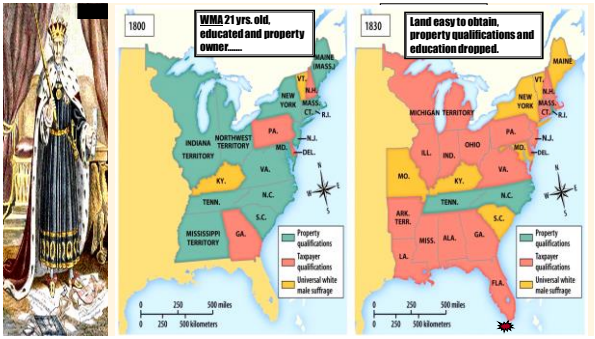 1800
WMA 21 yrs. old,
educated and property
owner.......
MAINE
(MASS.)
VT.
N.H.
NEW
YORK
MASS.
CT.
R.I.
PA.
N.J.
MD.
DEL.
INDIANA
TERRITORY
NORTHWEST
TERRITORY
VA.
KY.
N.C.
TENN.
S.C.
MISSISSIPPI
TERRITORY
GA.
N
W
E
S
Property
qualifications
Taxpayer
qualifications
Universal white
male suffrage
0 250 500 miles
0 250 500 kilometers
1830
Land easy to obtain,
property qualifications and
education dropped.
MAINE
VT.
N.H.
NEW
YORK
MASS.
CT.
R.I.
MICHIGAN TERRITORY
PA.
N.J.
OHIO
MD.
DEL.
ILL.
IND.
VA.
MO.
KY.
N.C.
TENN.
S.C.
ARK.
TERR.
MISS.
ALA.
GA.
LA.
FLA.
N
W
E
S
Property
qualifications
Taxpayer
qualifications
Universal white
male suffrage
0 250 500 miles
0 250 500 kilometers